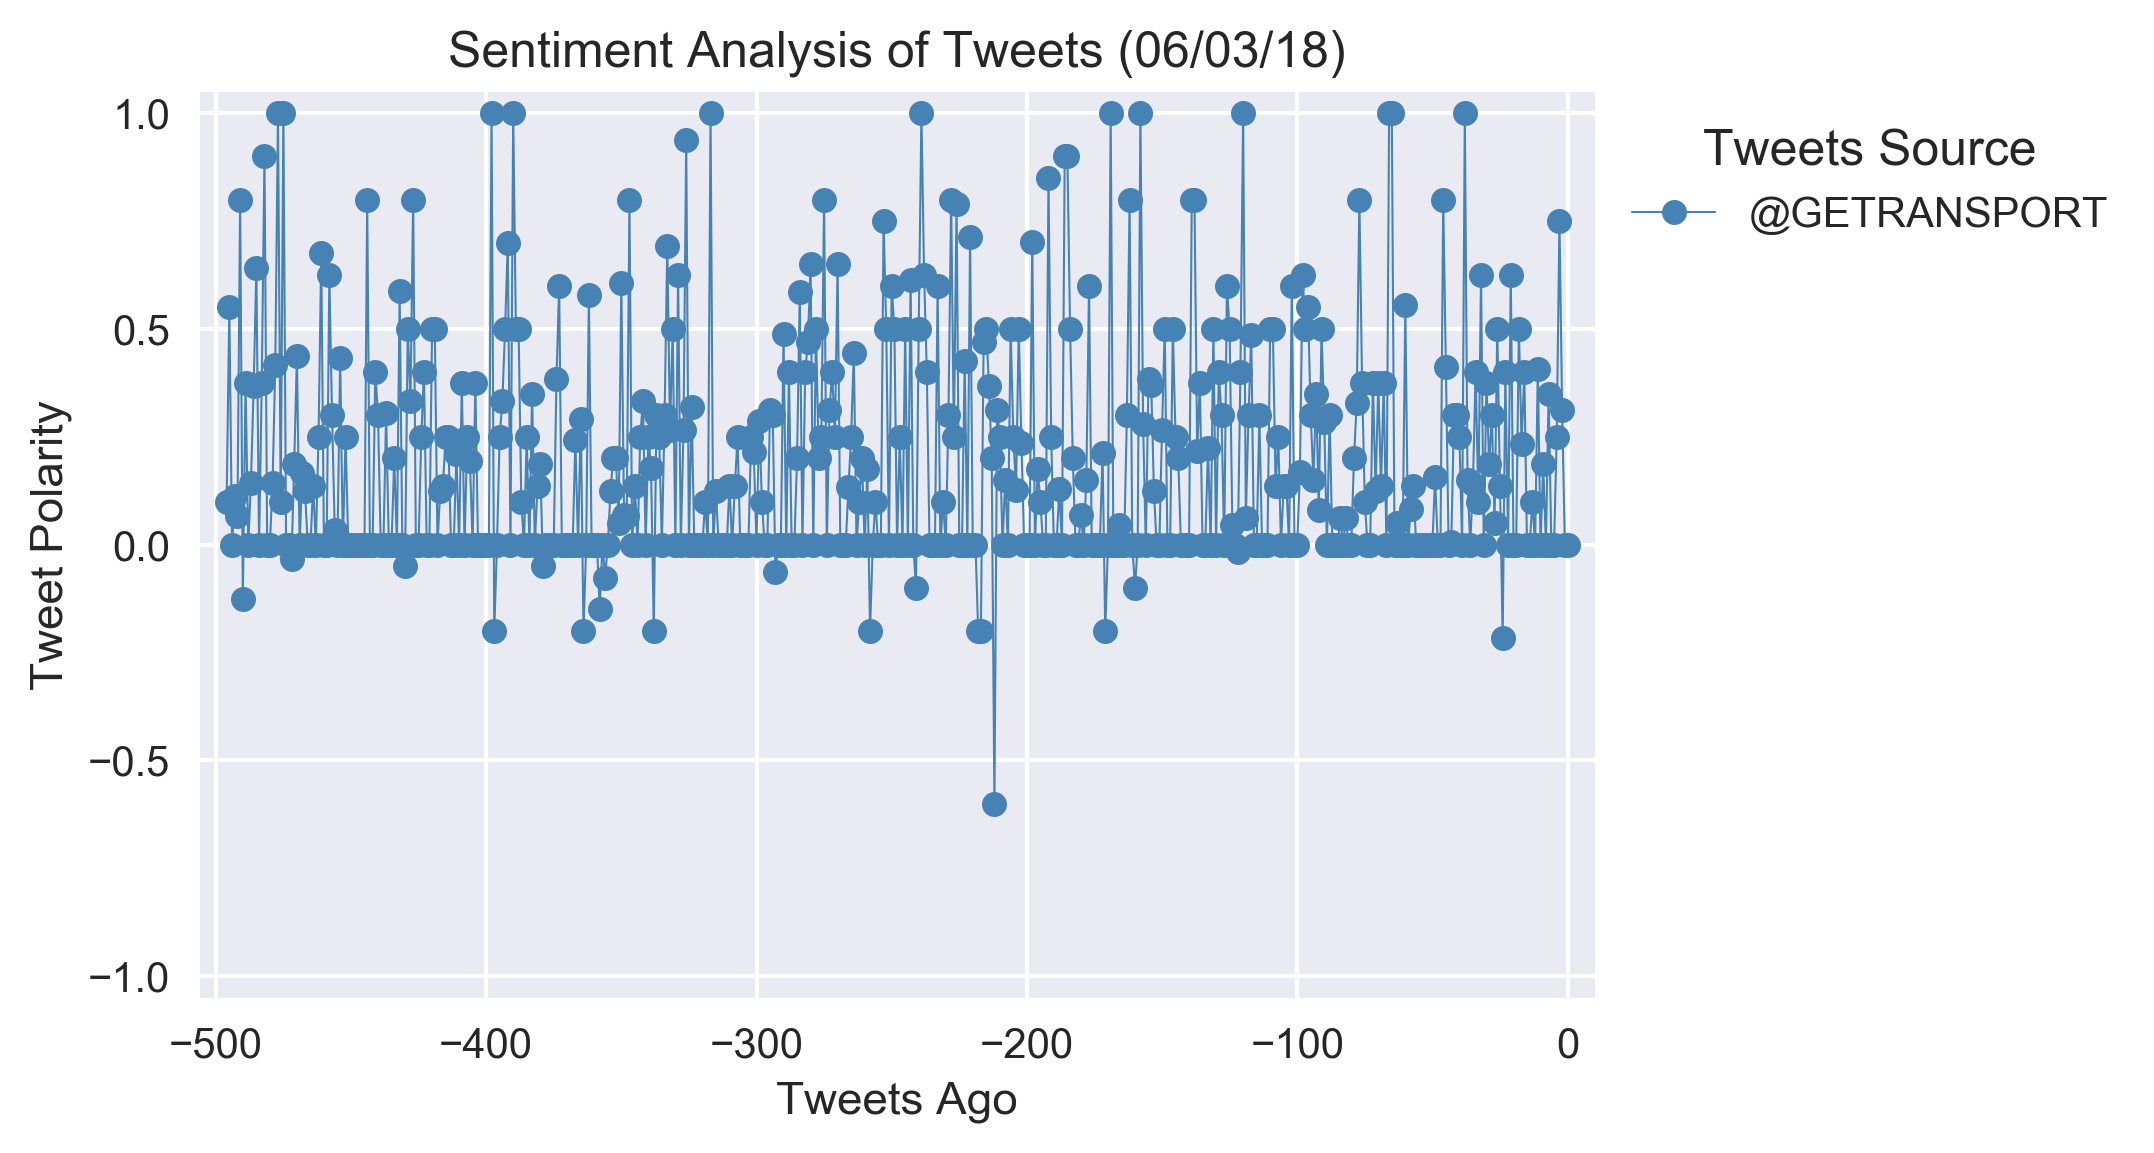 Sentiment Analysis of Tweets (06/03/18)
Tweets Source
@GETRANSPORT
Tweet Polarity
1.0
0.5
0.0
−0.5
−1.0
−500 −400 −300 −200 −100 0
Tweets Ago